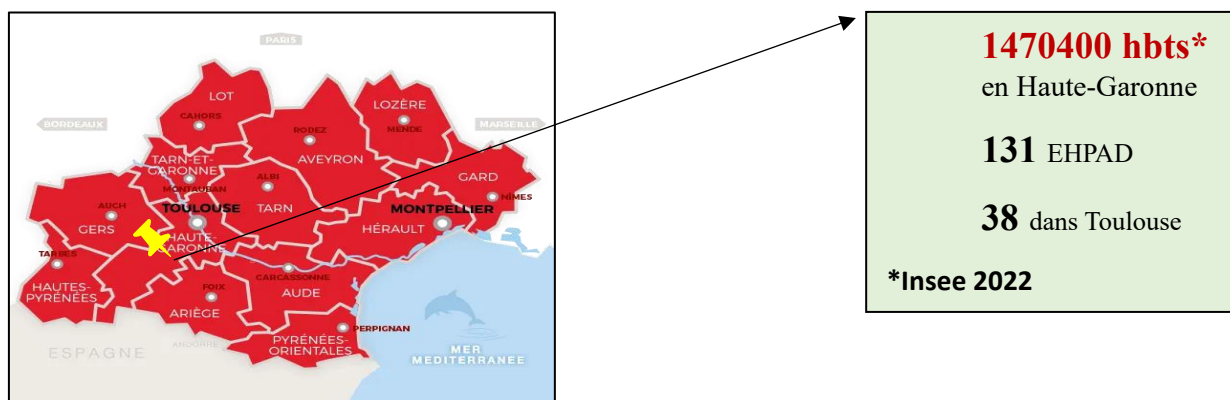 PARIS
LOT
CAHORS
LOZÈRE
MENDE
BORDEAUX
MARSEILLE
RODEZ
AVEYRON
TARN-ET-
GARONNE
MONTAUBAN
ALBI
TARN
GARD
NÎMES
AUCH
GERS
TOULOUSE
HAUTE-
GARONNE
MONTPELLIER
HÉRAULT
TARBES
HAUTES-
PYRÉNÉES
CARCASSONNE
AUDE
FOIX
ARIÈGE
PERPIGNAN
PYRÉNÉES-
ORIENTALES
ESPAGNE
ANDORRE
MER
MEDITERRANEE
1470400 hbts*
en Haute-Garonne
131 EHPAD
38 dans Toulouse
*Insee 2022